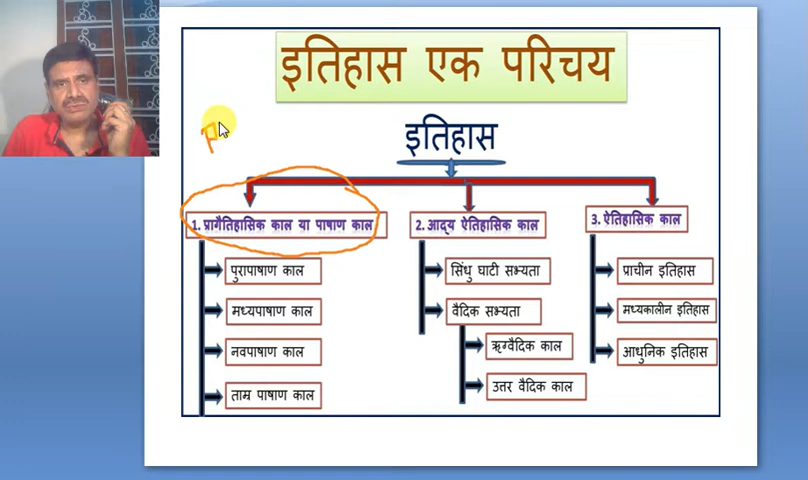 इतिहास एक परिचय
P
इतिहास
1. प्रागैतिहासिक काल या पाषाण काल
पुरापाषाण काल
मध्यपाषाण काल
नवपाषाण काल
ताम्र पाषाण काल
2. आद्य ऐतिहासिक काल
सिंधु घाटी सभ्यता
वैदिक सभ्यता
ऋग्वैदिक काल
उत्तर वैदिक काल
3. ऐतिहासिक काल
प्राचीन इतिहास
मध्यकालीन इतिहास
आधुनिक इतिहास